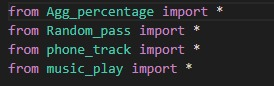 from Agg_percentage import *
from Random_pass import *
from phone_track import *
from music_play import *